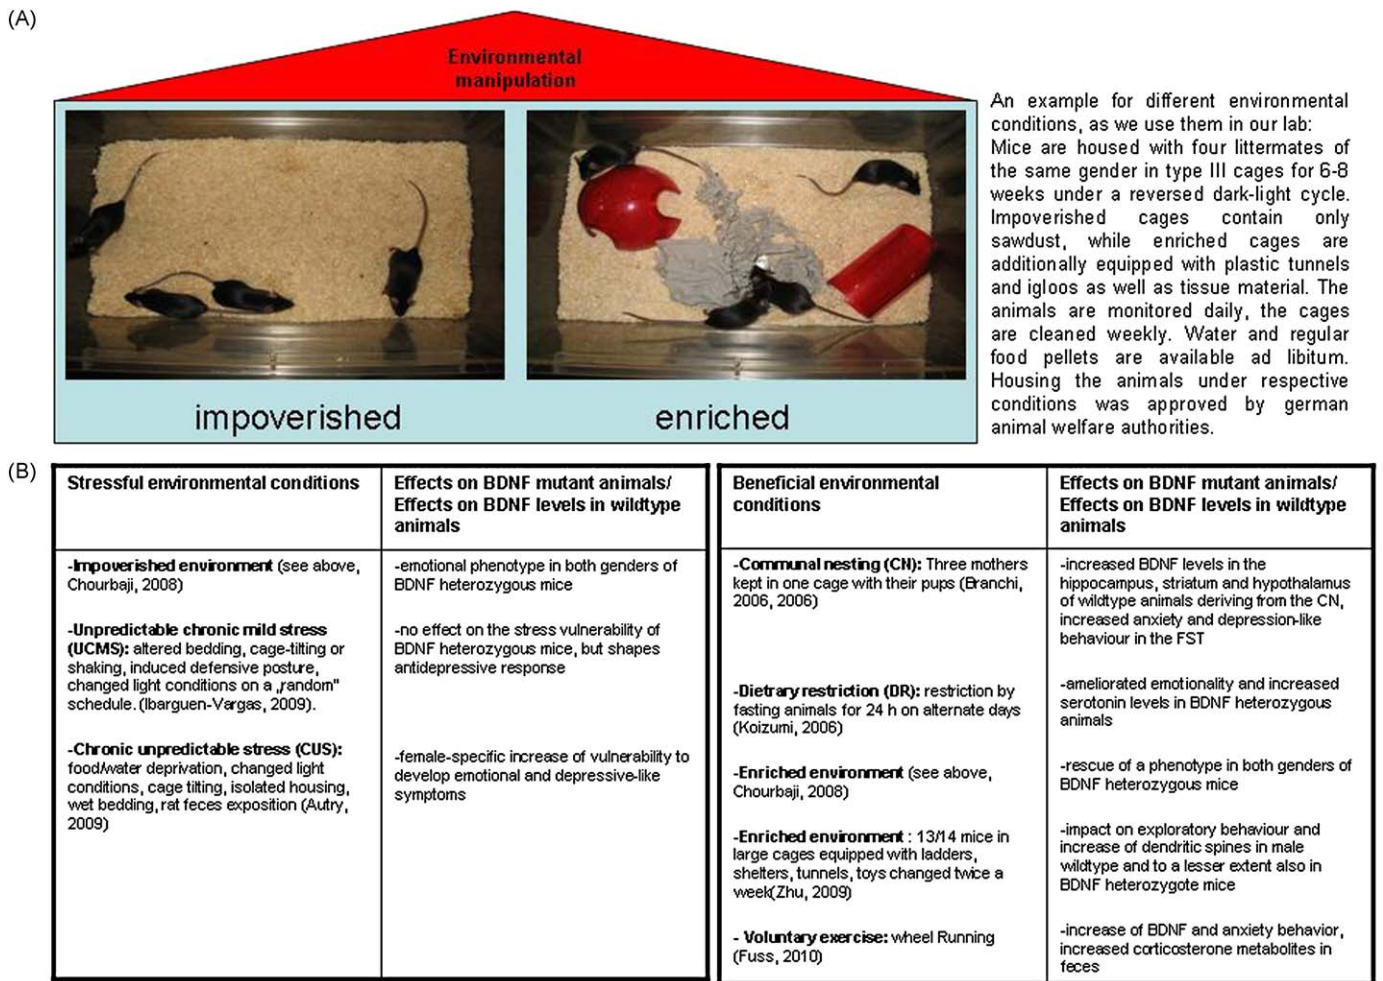 (A)
Environmental
manipulation
impoverished
enriched
An example for different environmental
conditions, as we use them in our lab:
Mice are housed with four littermates of
the same gender in type III cages for 6-8
weeks under a reversed dark-light cycle.
Impoverished cages contain only
sawdust, while enriched cages are
additionally equipped with plastic tunnels
and igloos as well as tissue material. The
animals are monitored daily, the cages
are cleaned weekly. Water and regular
food pellets are available ad libitum.
Housing the animals under respective
conditions was approved by german
animal welfare authorities.
(B)
Stressful environmental conditions
Effects on BDNF mutant animals/
Effects on BDNF levels in wildtype
animals
-Impoverished environment (see above,
Chourbaji, 2008)
-emotional phenotype in both genders of
BDNF heterozygous mice
-Unpredictable chronic mild stress
(UCMS): altered bedding, cage-tilting or
shaking, induced defensive posture,
changed light conditions on a „random"
schedule. (Ibarguen-Vargas, 2009).
-no effect on the stress vulnerability of
BDNF heterozygous mice, but shapes
antidepressive response
-Chronic unpredictable stress (CUS):
food/water deprivation, changed light
conditions, cage tilting, isolated housing,
wet bedding, rat feces exposition (Autry,
2009)
-female-specific increase of vulnerability to
develop emotional and depressive-like
symptoms
Beneficial environmental
conditions
Effects on BDNF mutant animals/
Effects on BDNF levels in wildtype
animals
-Communal nesting (CN): Three mothers
kept in one cage with their pups (Branchi,
2006, 2006)
-increased BDNF levels in the
hippocampus, striatum and hypothalamus
of wildtype animals deriving from the CN,
increased anxiety and depression-like
behaviour in the FST
-Dietary restriction (DR): restriction by
fasting animals for 24 h on alternate days
(Koizumi, 2006)
-ameliorated emotionality and increased
serotonin levels in BDNF heterozygous
animals
-Enriched environment (see above,
Chourbaji, 2008)
-rescue of a phenotype in both genders of
BDNF heterozygous mice
-Enriched environment : 13/14 mice in
large cages equipped with ladders,
shelters, tunnels, toys changed twice a
week(Zhu, 2009)
-impact on exploratory behaviour and
increase of dendritic spines in male
wildtype and to a lesser extent also in
BDNF heterozygote mice
- Voluntary exercise: wheel Running
(Fuss, 2010)
-increase of BDNF and anxiety behavior,
increased corticosterone metabolites in
feces